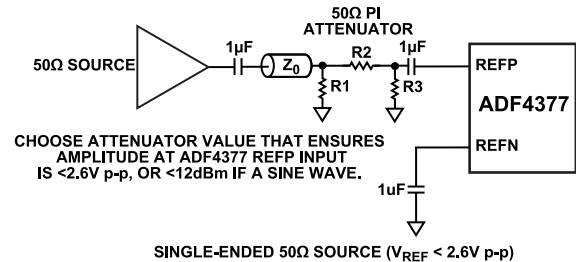 50Ω PI
ATTENUATOR
50Ω SOURCE
1µF
Z0
R1
R2
R3
1µF
REFP
ADF4377
REFN
1uF
CHOOSE ATTENUATOR VALUE THAT ENSURES
AMPLITUDE AT ADF4377 REFP INPUT
IS <2.6V p-p, OR <12dBm IF A SINE WAVE.
SINGLE-ENDED 50Ω SOURCE (VREF < 2.6V p-p)